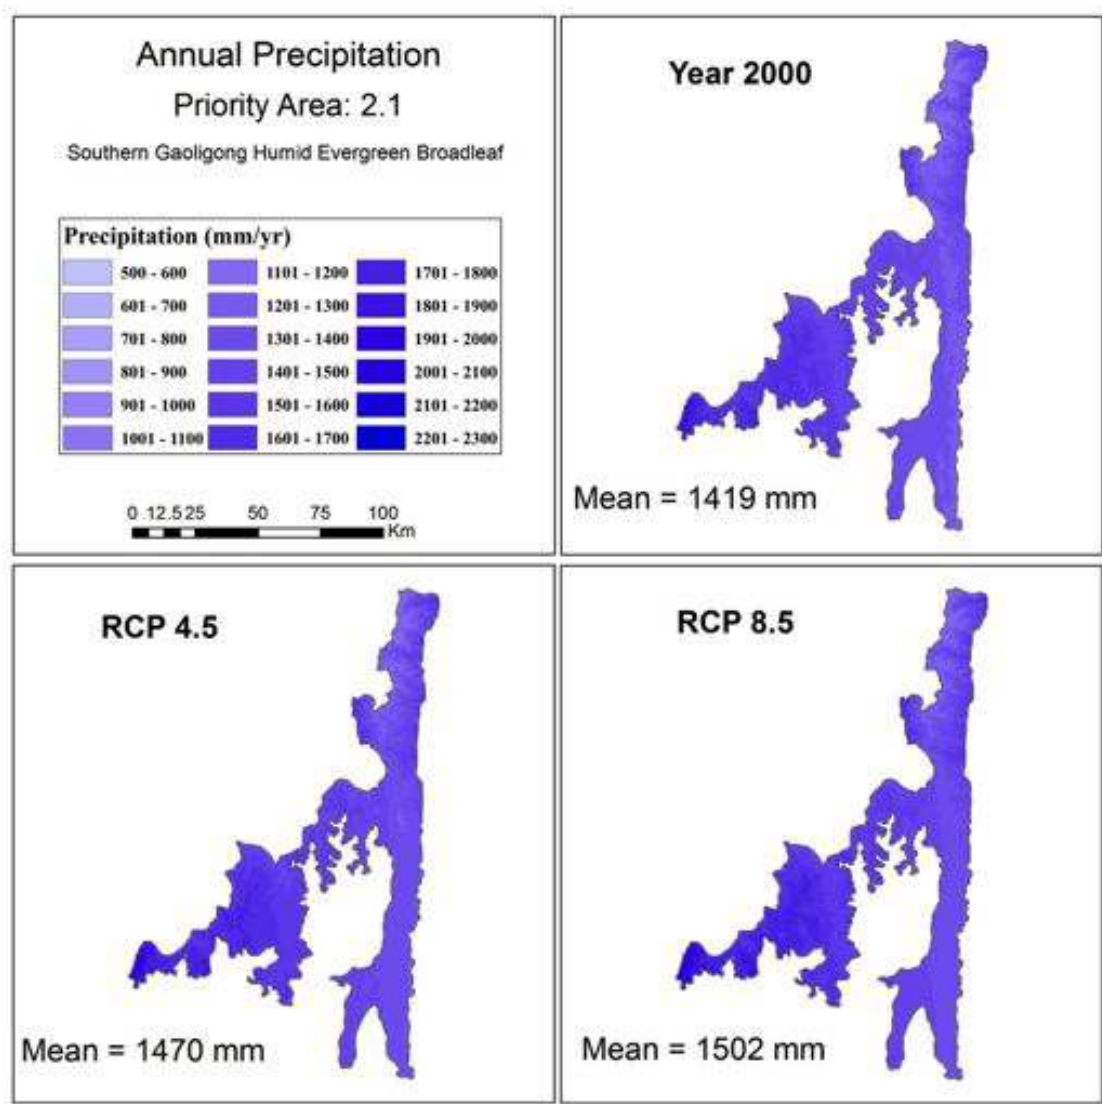 Annual Precipitation
Priority Area: 2.1
Southern Gaoligong Humid Evergreen Broadleaf
Precipitation (mm/yr)
500 - 600 1101 - 1200 1701 - 1800
601 - 700 1201 - 1300 1801 - 1900
701 - 800 1301 - 1400 1901 - 2000
801 - 900 1401 - 1500 2001 - 2100
901 - 1000 1501 - 1600 2101 - 2200
1001 - 1100 1601 - 1700 2201 - 2300
0 12.5 25 50 75 100
Km
Year 2000
Mean = 1419 mm
RCP 4.5
Mean = 1470 mm
RCP 8.5
Mean = 1502 mm